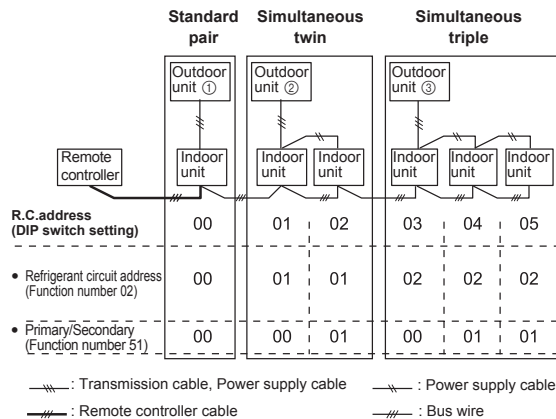 Standard pair
Simultaneous twin
Simultaneous triple
Outdoor unit ①
Outdoor unit ②
Outdoor unit ③
Remote controller
Indoor unit
Indoor unit
Indoor unit
Indoor unit
Indoor unit
Indoor unit
R.C.address (DIP switch setting)
00 01 02 03 04 05
• Refrigerant circuit address (Function number 02)
00 01 01 02 02 02
• Primary/Secondary (Function number 51)
00 00 01 00 01 01
: Transmission cable, Power supply cable
: Power supply cable
: Remote controller cable
: Bus wire